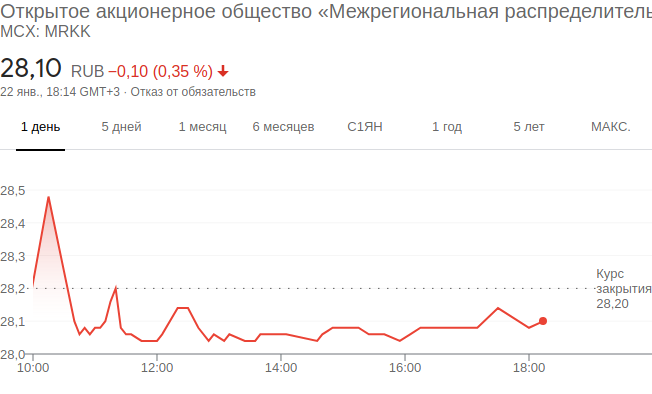 Открытое акционерное общество «Межрегиональная распределитель
MCX: MRKK
28,10 RUB −0,10 (0,35 %)
22 янв., 18:14 GMT+3 · Отказ от обязательств
1 день 5 дней 1 месяц 6 месяцев С1ЯН 1 год 5 лет МАКС.
28,5
28,4
28,3
Курс
28,2 закрытия
28,20
28,1
28,0
10:00 12:00 14:00 16:00 18:00